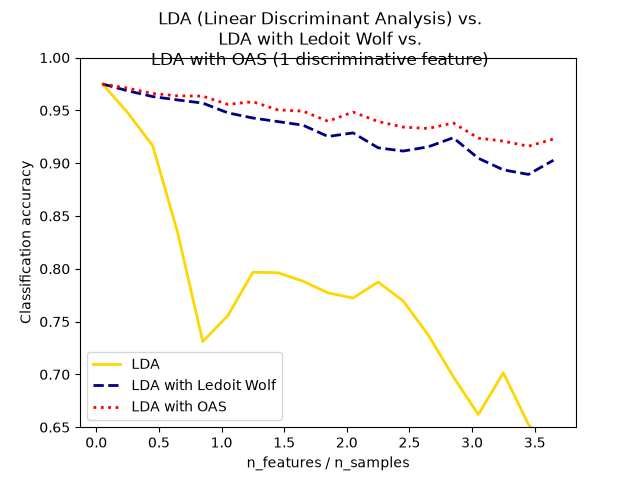 LDA (Linear Discriminant Analysis) vs.
LDA with Ledoit Wolf vs.
LDA with OAS (1 discriminative feature)
1.00
0.95
0.90
0.85
0.80
0.75
0.70
0.65
Classification accuracy
LDA
LDA with Ledoit Wolf
LDA with OAS
0.0 0.5 1.0 1.5 2.0 2.5 3.0 3.5
n_features / n_samples